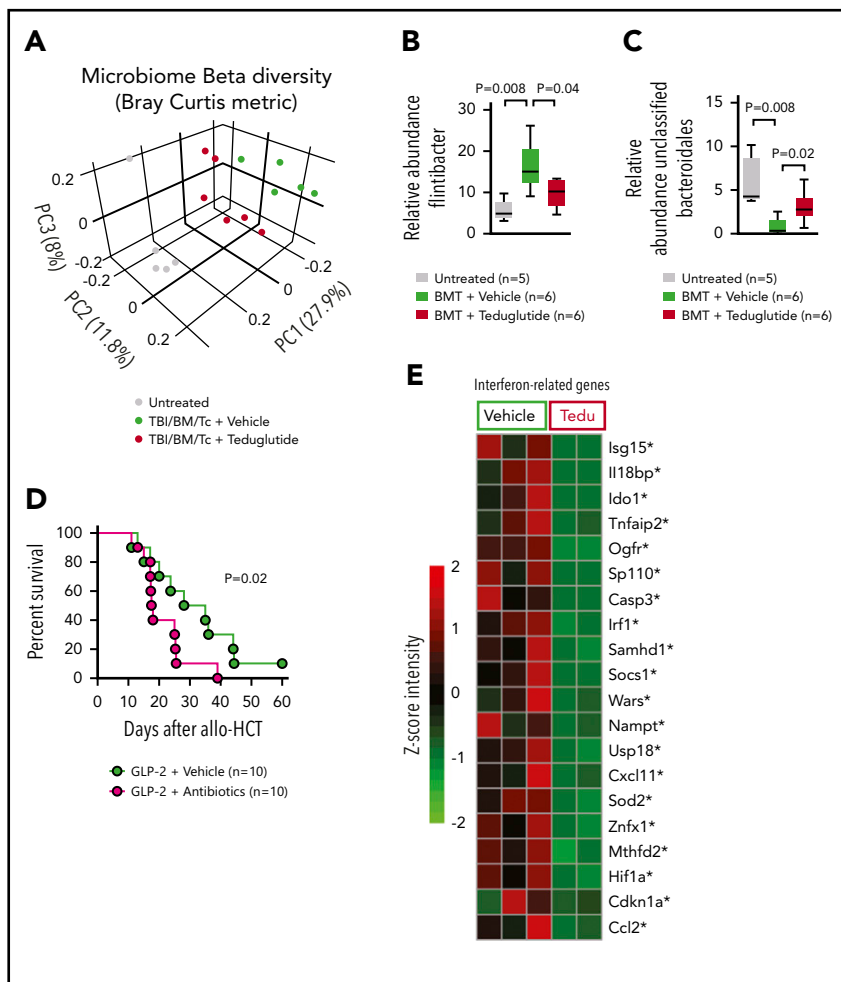 A
Microbiome Beta diversity
(Bray Curtis metric)
0.2
0
-0.2
PC3 (8%)
-0.2
0
0.2
PC2 (11.8%)
-0.2
0
0.2
PC1 (27.9%)
Untreated
TBI/BM/Tc + Vehicle
TBI/BM/Tc + Teduglutide
B
P=0.008
P=0.04
30
20
10
0
Relative abundance
flintibacter
Untreated (n=5)
BMT + Vehicle (n=6)
BMT + Teduglutide (n=6)
C
P=0.008
P=0.02
15
10
5
0
Relative
abundance unclassified
bacteroidales
Untreated (n=5)
BMT + Vehicle (n=6)
BMT + Teduglutide (n=6)
D
100
80
60
40
20
0
Percent survival
P=0.02
0 10 20 30 40 50 60
Days after allo-HCT
GLP-2 + Vehicle (n=10)
GLP-2 + Antibiotics (n=10)
E
Interferon-related genes
Vehicle Tedu
2
1
0
-1
-2
Z-score intensity
Isg15*
Il18bp*
Ido1*
Tnfaip2*
Ogfr*
Sp110*
Casp3*
Irf1*
Samhd1*
Socs1*
Wars*
Nampt*
Usp18*
Cxcl11*
Sod2*
Znfx1*
Mthfd2*
Hif1a*
Cdkn1a*
Ccl2*